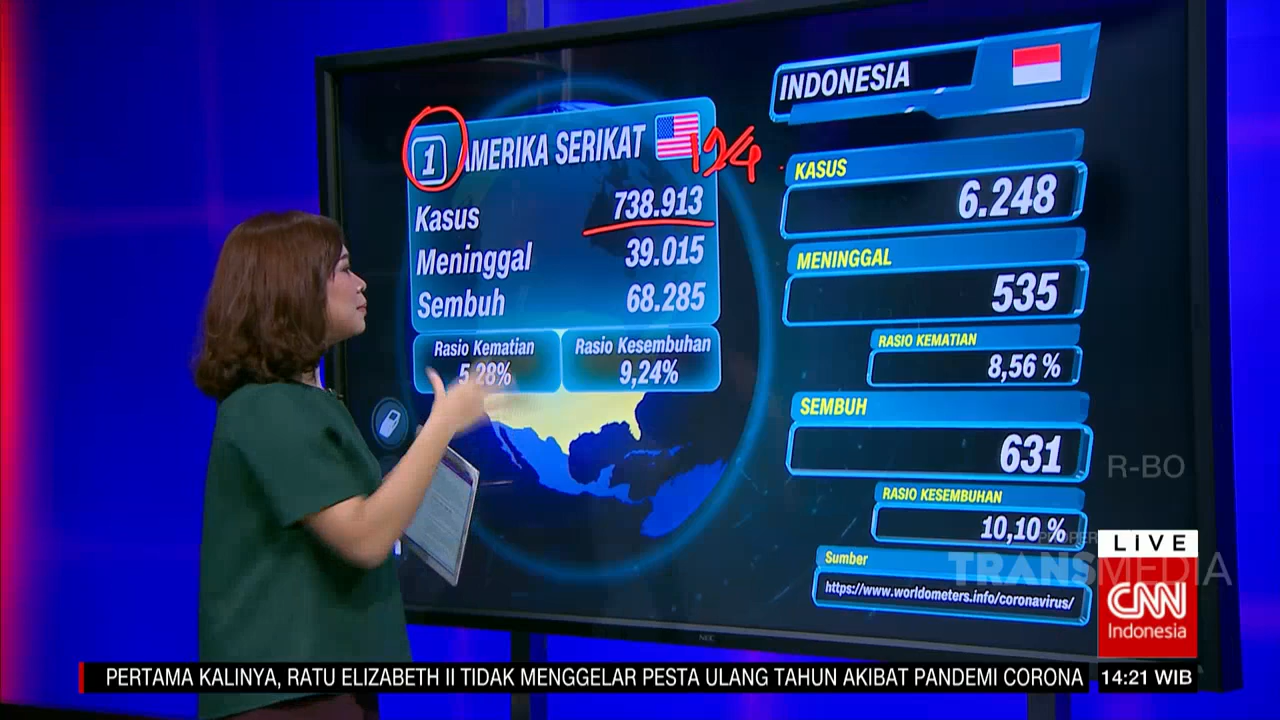 1 AMERIKA SERIKAT
124
Kasus 738.913
Meninggal 39.015
Sembuh 68.285
Rasio Kematian
5,28%
Rasio Kesembuhan
9,24%
INDONESIA
KASUS
6.248
MENINGGAL
535
RASIO KEMATIAN
8,56 %
SEMBUH
631
RASIO KESEMBUHAN
10,10 %
Sumber
https://www.worldometers.info/coronavirus/
NEC
R-BO
TRANSMEDIA
LIVE
CNN
Indonesia
PERTAMA KALINYA, RATU ELIZABETH II TIDAK MENGGELAR PESTA ULANG TAHUN AKIBAT PANDEMI CORONA
14:21 WIB